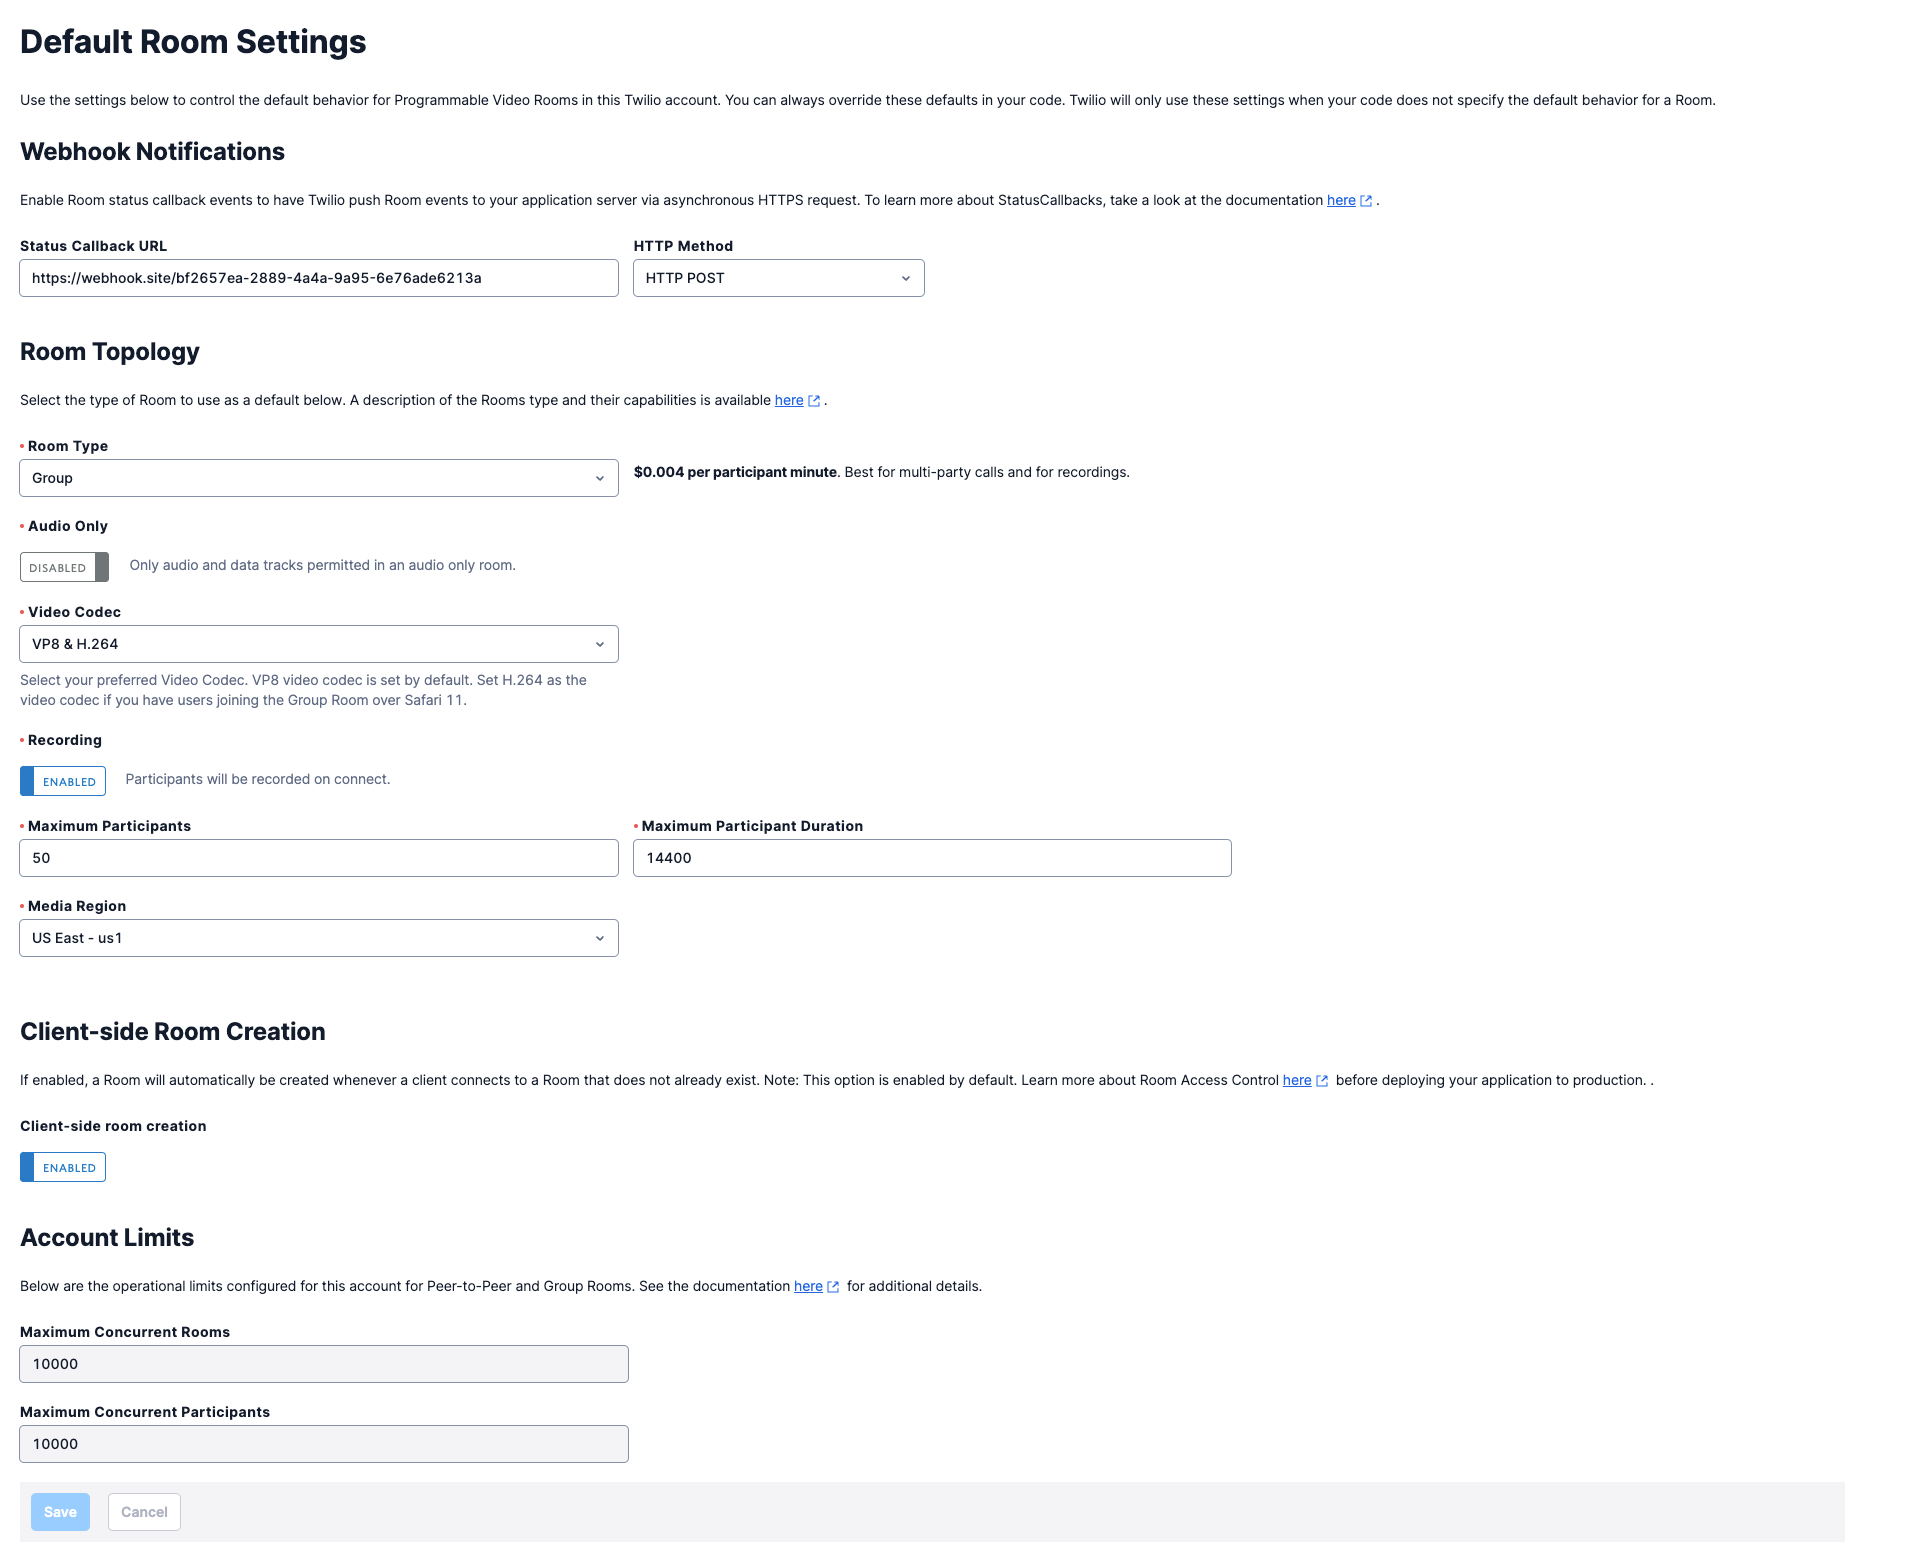 Default Room Settings
Use the settings below to control the default behavior for Programmable Video Rooms in this Twilio account. You can always override these defaults in your code. Twilio will only use these settings when your code does not specify the default behavior for a Room.
Webhook Notifications
Enable Room status callback events to have Twilio push Room events to your application server via asynchronous HTTPS request. To learn more about StatusCallbacks, take a look at the documentation here .
Status Callback URL HTTP Method
https://webhook.site/bf2657ea-2889-4a4a-9a95-6e76ade6213a HTTP POST
Room Topology
Select the type of Room to use as a default below. A description of the Rooms type and their capabilities is available here .
Room Type
Group $0.004 per participant minute. Best for multi-party calls and for recordings.
Audio Only
DISABLED Only audio and data tracks permitted in an audio only room.
Video Codec
VP8 & H.264
Select your preferred Video Codec. VP8 video codec is set by default. Set H.264 as the
video codec if you have users joining the Group Room over Safari 11.
Recording
ENABLED Participants will be recorded on connect.
Maximum Participants Maximum Participant Duration
50 14400
Media Region
US East - us1
Client-side Room Creation
If enabled, a Room will automatically be created whenever a client connects to a Room that does not already exist. Note: This option is enabled by default. Learn more about Room Access Control here before deploying your application to production. .
Client-side room creation
ENABLED
Account Limits
Below are the operational limits configured for this account for Peer-to-Peer and Group Rooms. See the documentation here for additional details.
Maximum Concurrent Rooms
10000
Maximum Concurrent Participants
10000
Save Cancel